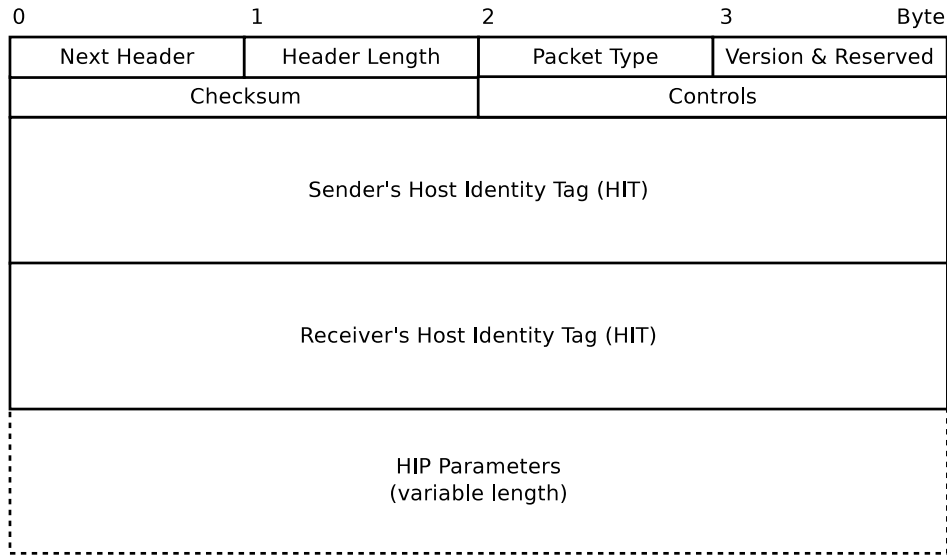 0 1 2 3 Byte
Next Header Header Length Packet Type Version & Reserved
Checksum Controls
Sender's Host Identity Tag (HIT)
Receiver's Host Identity Tag (HIT)
HIP Parameters
(variable length)